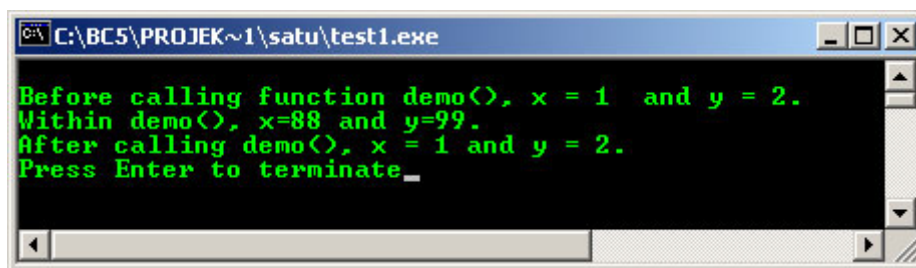 C:\BC5\PROJEK~1\satu\test1.exe
Before calling function demo(), x = 1  and y = 2.
Within demo(), x=88 and y=99.
After calling demo(), x = 1 and y = 2.
Press Enter to terminate_